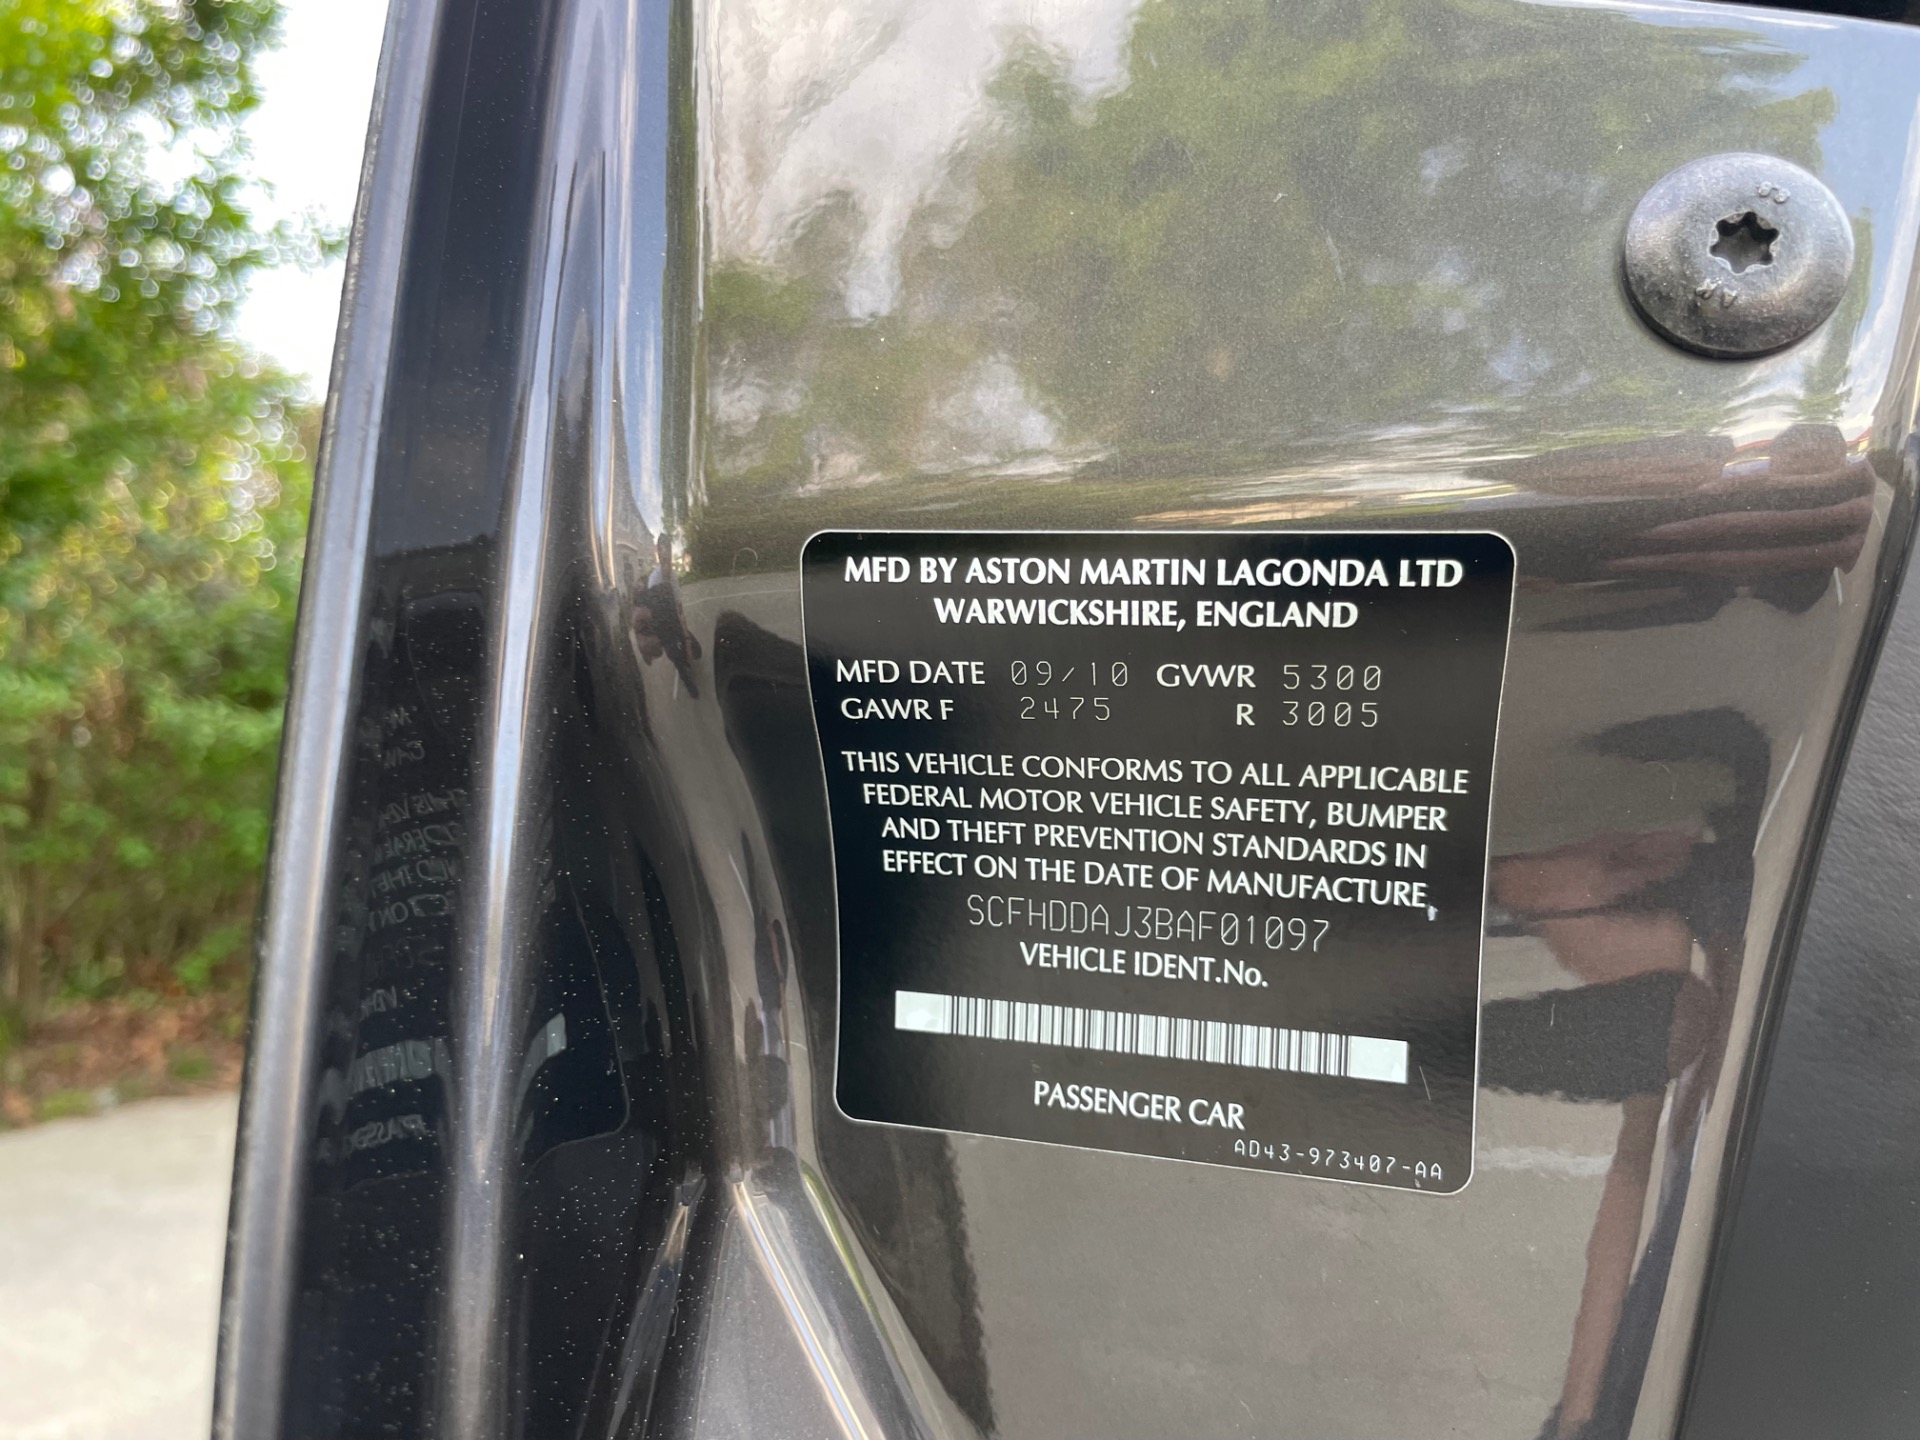 MFD BY ASTON MARTIN LAGONDA LTD
WARWICKSHIRE, ENGLAND
MFD DATE 09/10 GVWR 5300
GAWR F 2475 R 3005
THIS VEHICLE CONFORMS TO ALL APPLICABLE
FEDERAL MOTOR VEHICLE SAFETY, BUMPER
AND THEFT PREVENTION STANDARDS IN
EFFECT ON THE DATE OF MANUFACTURE,
SCFHDDAJ3BAF01097
VEHICLE IDENT.No.
PASSENGER CAR
AD43-973407-AA